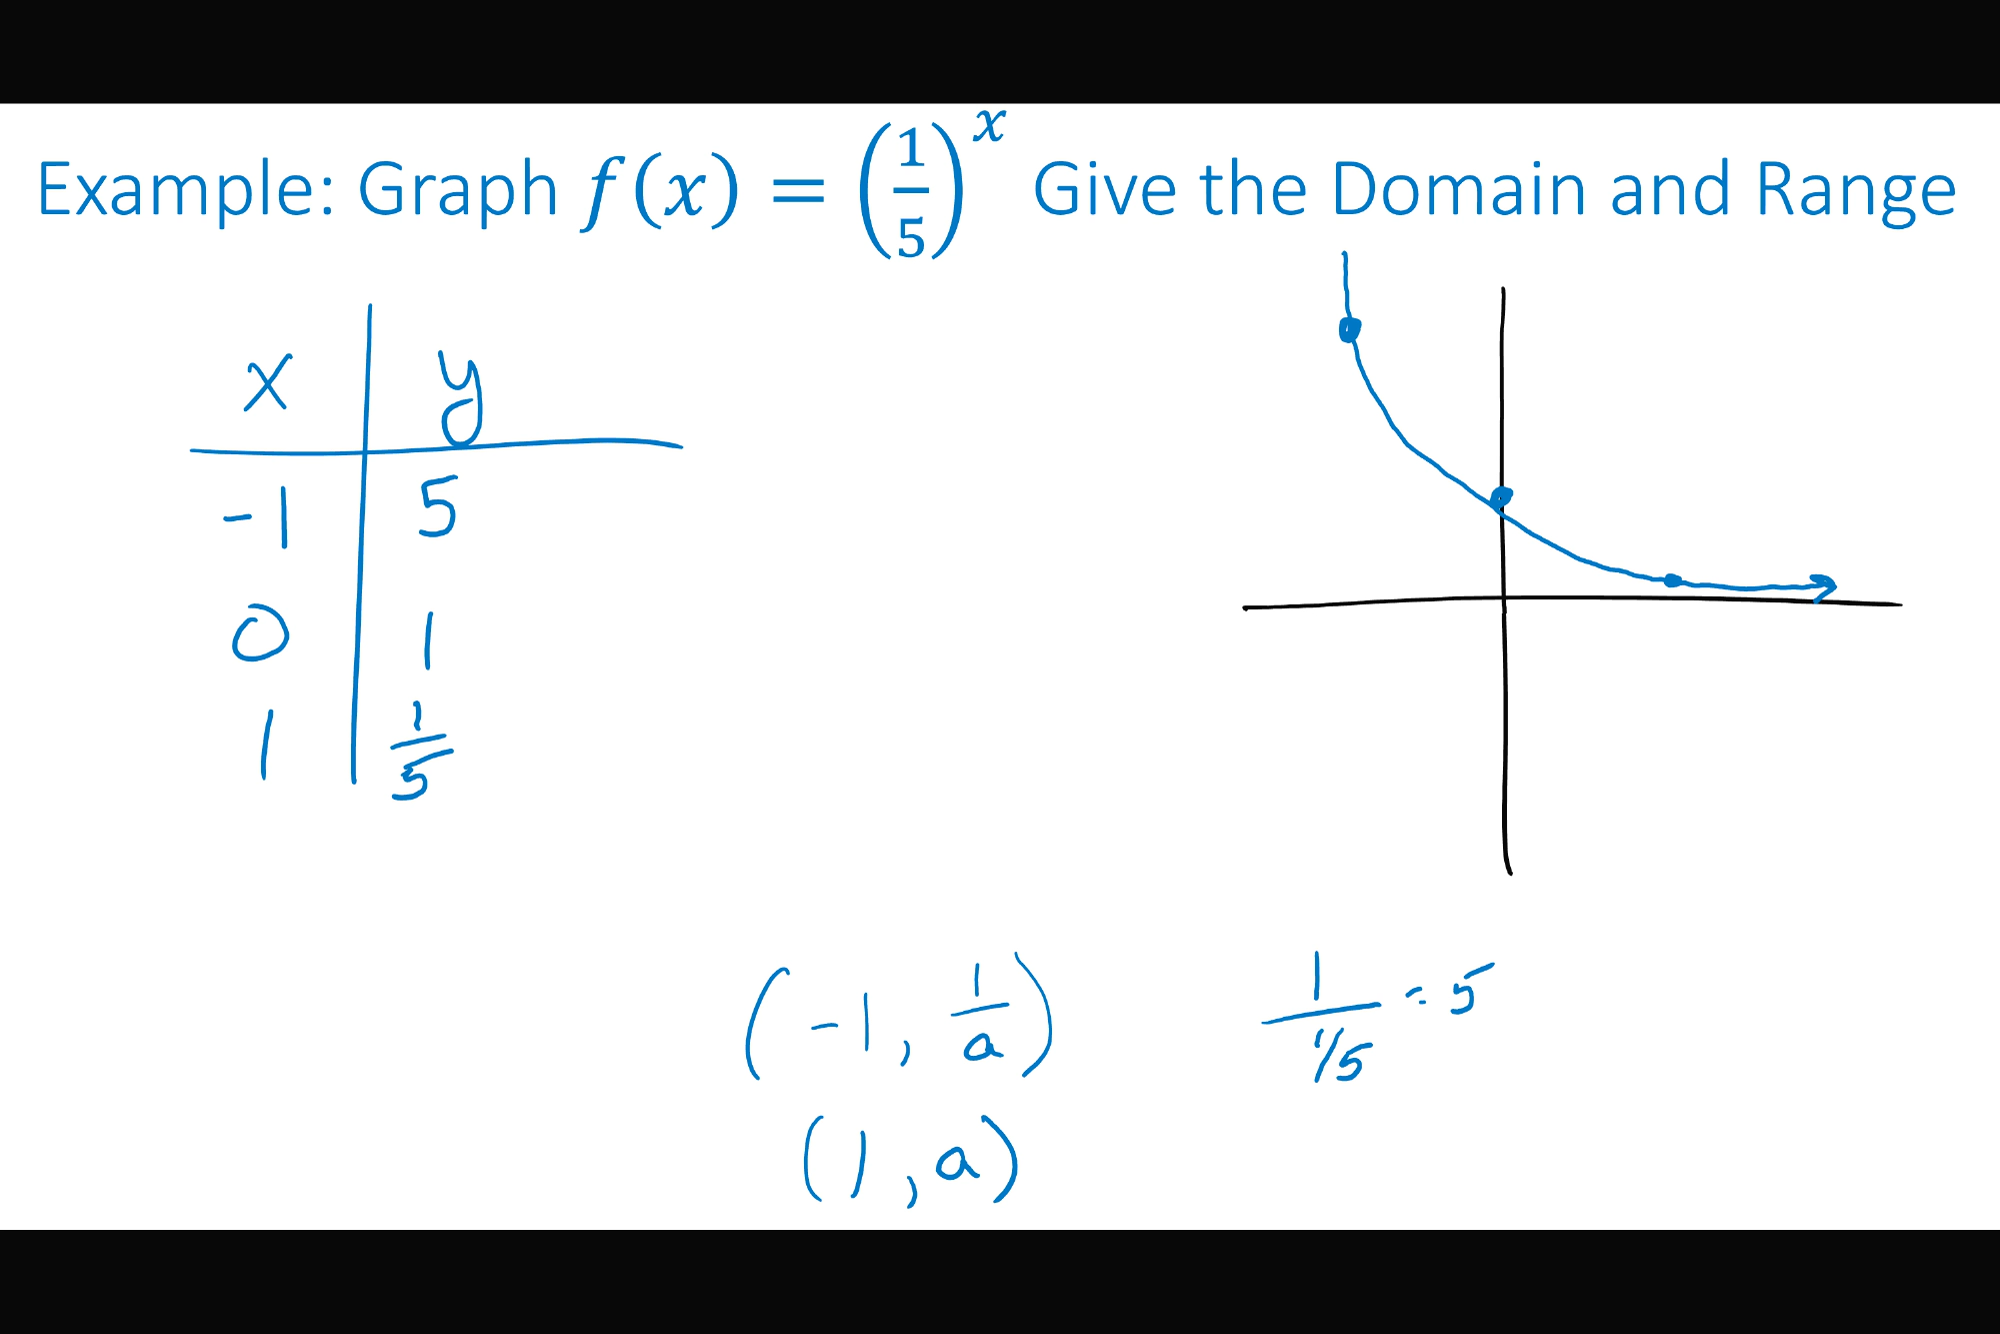 Example: Graph f(x) = (1/5)^x Give the Domain and Range
x y
-1 5
0 1
1 1/5
(-1, 1/a) 1/(1/5) = 5
(1, a)